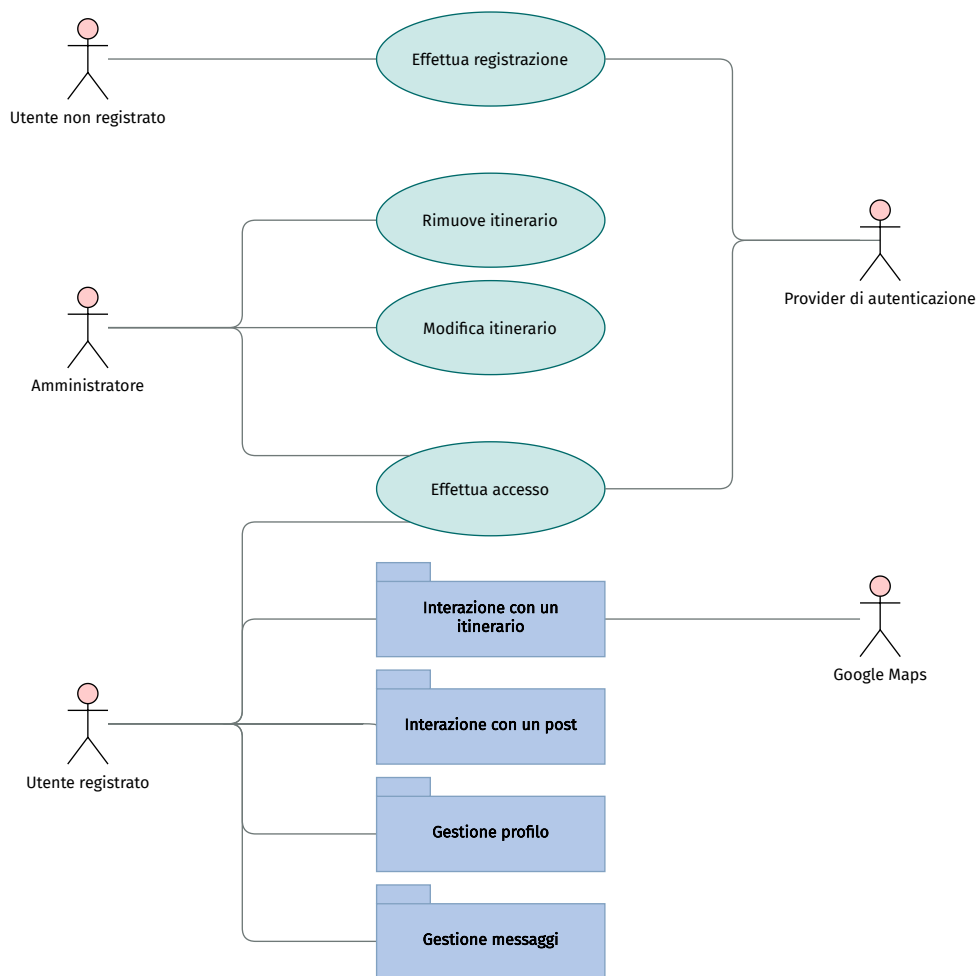 Effettua registrazione
Utente non registrato
Rimuove itinerario
Provider di autenticazione
Modifica itinerario
Amministratore
Effettua accesso
Interazione con un
itinerario
Google Maps
Interazione con un post
Utente registrato
Gestione profilo
Gestione messaggi